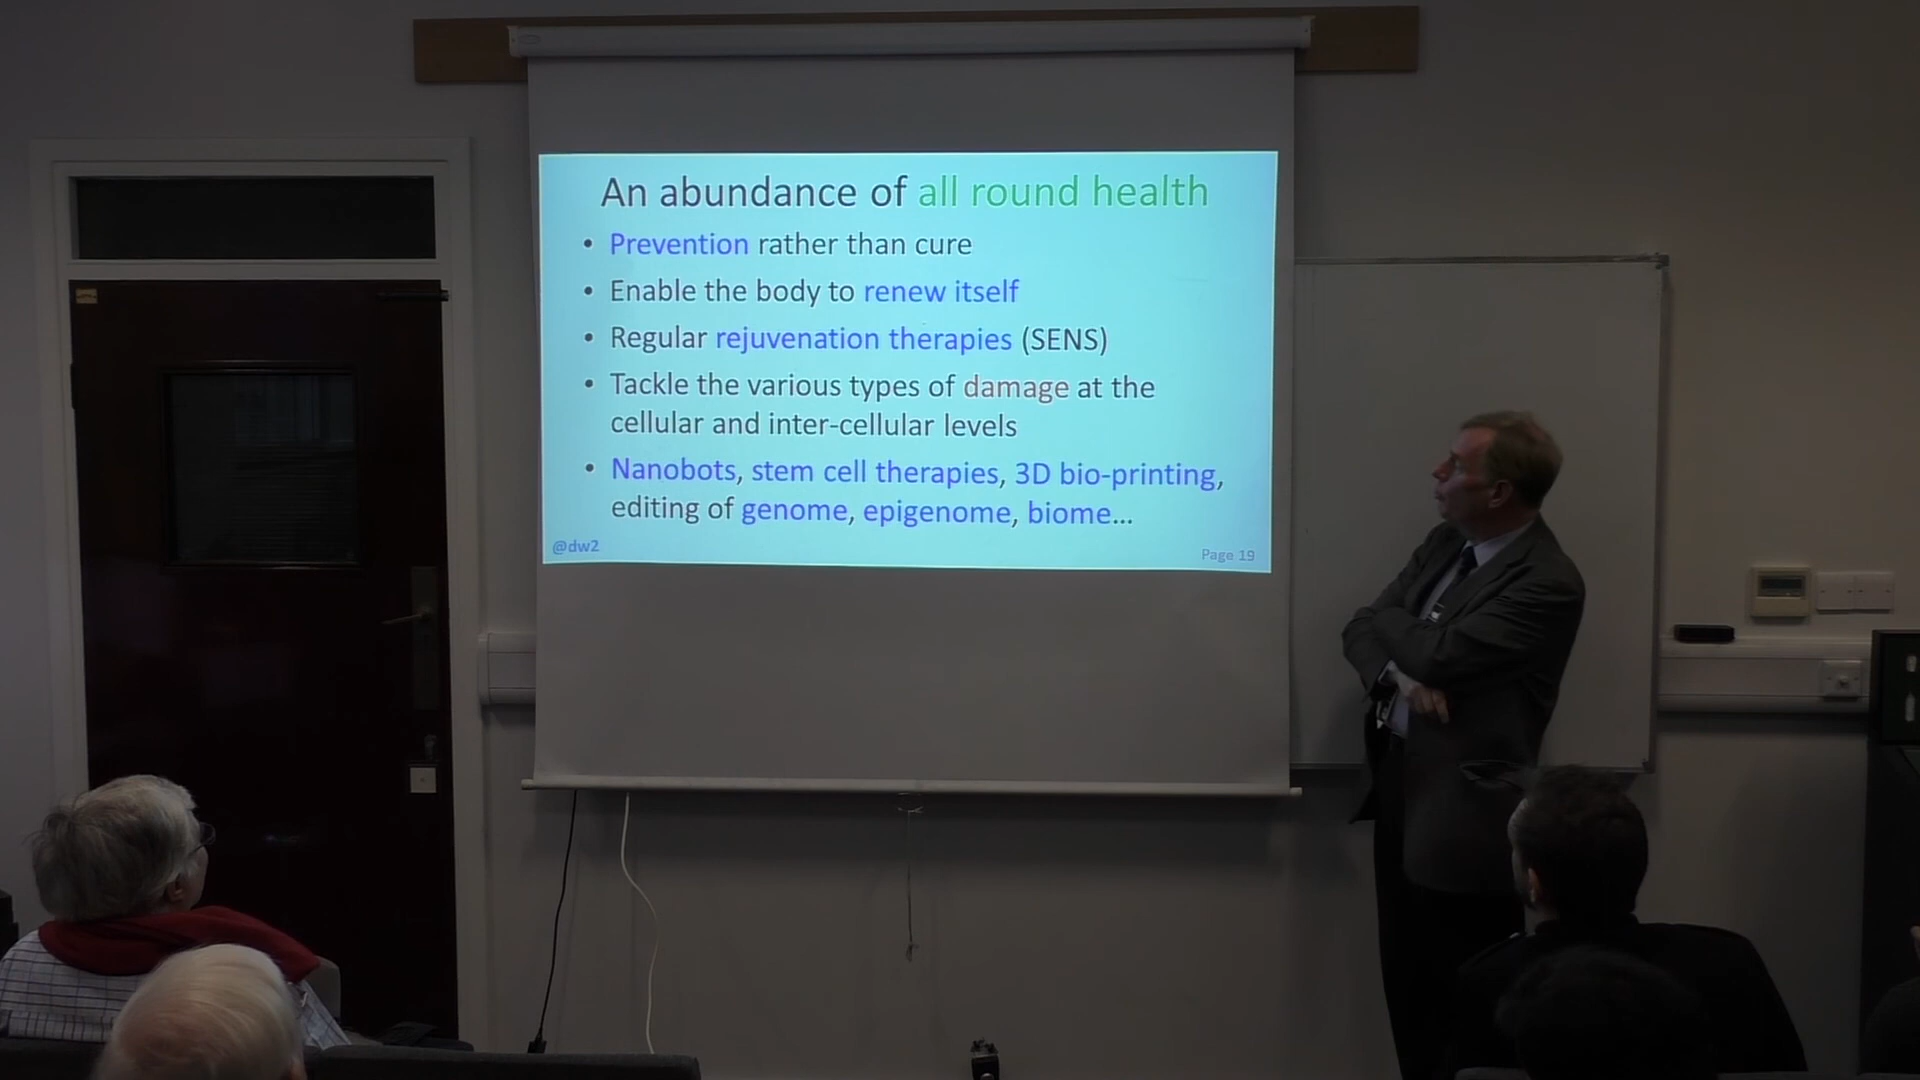 An abundance of all round health
• Prevention rather than cure
• Enable the body to renew itself
• Regular rejuvenation therapies (SENS)
• Tackle the various types of damage at the
cellular and inter-cellular levels
• Nanobots, stem cell therapies, 3D bio-printing,
editing of genome, epigenome, biome...
@dw2
Page 19